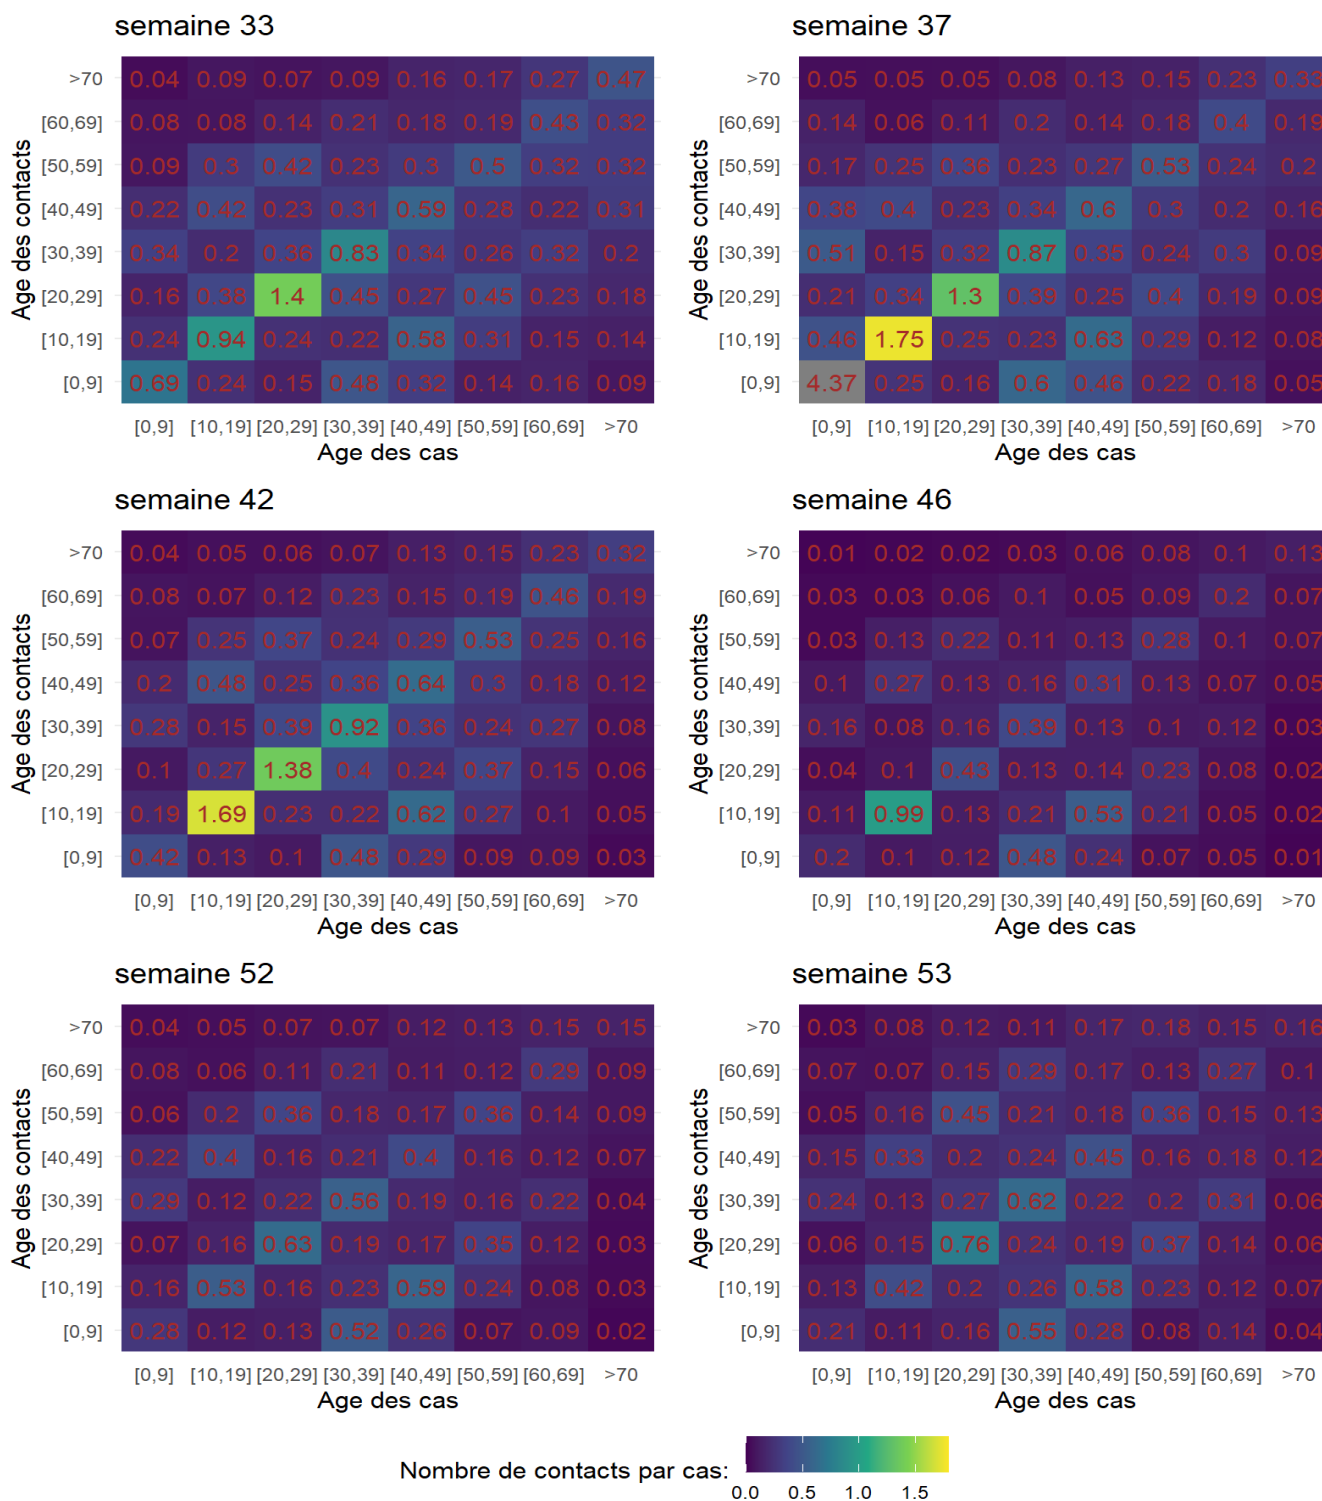 semaine 33
Age des contacts
>70 0.04 0.09 0.07 0.09 0.16 0.17 0.27 0.47
[60,69] 0.08 0.08 0.14 0.21 0.18 0.19 0.43 0.32
[50,59] 0.09 0.3 0.42 0.23 0.3 0.5 0.32 0.32
[40,49] 0.22 0.42 0.23 0.31 0.59 0.28 0.22 0.31
[30,39] 0.34 0.2 0.36 0.83 0.34 0.26 0.32 0.2
[20,29] 0.16 0.38 1.4 0.45 0.27 0.45 0.23 0.18
[10,19] 0.24 0.94 0.24 0.22 0.58 0.31 0.15 0.14
[0,9] 0.69 0.24 0.15 0.48 0.32 0.14 0.16 0.09
[0,9] [10,19] [20,29] [30,39] [40,49] [50,59] [60,69] >70
Age des cas
semaine 37
Age des contacts
>70 0.05 0.05 0.05 0.08 0.13 0.15 0.23 0.33
[60,69] 0.14 0.06 0.11 0.2 0.14 0.18 0.4 0.19
[50,59] 0.17 0.25 0.36 0.23 0.27 0.53 0.24 0.2
[40,49] 0.38 0.4 0.23 0.34 0.6 0.3 0.2 0.16
[30,39] 0.51 0.15 0.32 0.87 0.35 0.24 0.3 0.09
[20,29] 0.21 0.34 1.3 0.39 0.25 0.4 0.19 0.09
[10,19] 0.46 1.75 0.25 0.23 0.63 0.29 0.12 0.08
[0,9] 4.37 0.25 0.16 0.6 0.46 0.22 0.18 0.05
[0,9] [10,19] [20,29] [30,39] [40,49] [50,59] [60,69] >70
Age des cas
semaine 42
Age des contacts
>70 0.04 0.05 0.06 0.07 0.13 0.15 0.23 0.32
[60,69] 0.08 0.07 0.12 0.23 0.15 0.19 0.46 0.19
[50,59] 0.07 0.25 0.37 0.24 0.29 0.53 0.25 0.16
[40,49] 0.2 0.48 0.25 0.36 0.64 0.3 0.18 0.12
[30,39] 0.28 0.15 0.39 0.92 0.36 0.24 0.27 0.08
[20,29] 0.1 0.27 1.38 0.4 0.24 0.37 0.15 0.06
[10,19] 0.19 1.69 0.23 0.22 0.62 0.27 0.1 0.05
[0,9] 0.42 0.13 0.1 0.48 0.29 0.09 0.09 0.03
[0,9] [10,19] [20,29] [30,39] [40,49] [50,59] [60,69] >70
Age des cas
semaine 46
Age des contacts
>70 0.01 0.02 0.02 0.03 0.06 0.08 0.1 0.13
[60,69] 0.03 0.03 0.06 0.1 0.05 0.09 0.2 0.07
[50,59] 0.03 0.13 0.22 0.11 0.13 0.28 0.1 0.07
[40,49] 0.1 0.27 0.13 0.16 0.31 0.13 0.07 0.05
[30,39] 0.16 0.08 0.16 0.39 0.13 0.1 0.12 0.03
[20,29] 0.04 0.1 0.43 0.13 0.14 0.23 0.08 0.02
[10,19] 0.11 0.99 0.13 0.21 0.53 0.21 0.05 0.02
[0,9] 0.2 0.1 0.12 0.48 0.24 0.07 0.05 0.01
[0,9] [10,19] [20,29] [30,39] [40,49] [50,59] [60,69] >70
Age des cas
semaine 52
Age des contacts
>70 0.04 0.05 0.07 0.07 0.12 0.13 0.15 0.15
[60,69] 0.08 0.06 0.11 0.21 0.11 0.12 0.29 0.09
[50,59] 0.06 0.2 0.36 0.18 0.17 0.36 0.14 0.09
[40,49] 0.22 0.4 0.16 0.21 0.4 0.16 0.12 0.07
[30,39] 0.29 0.12 0.22 0.56 0.19 0.16 0.22 0.04
[20,29] 0.07 0.16 0.63 0.19 0.17 0.35 0.12 0.03
[10,19] 0.16 0.53 0.16 0.23 0.59 0.24 0.08 0.03
[0,9] 0.28 0.12 0.13 0.52 0.26 0.07 0.09 0.02
[0,9] [10,19] [20,29] [30,39] [40,49] [50,59] [60,69] >70
Age des cas
semaine 53
Age des contacts
>70 0.03 0.08 0.12 0.11 0.17 0.18 0.15 0.16
[60,69] 0.07 0.07 0.15 0.29 0.17 0.13 0.27 0.1
[50,59] 0.05 0.16 0.45 0.21 0.18 0.36 0.15 0.13
[40,49] 0.15 0.33 0.2 0.24 0.45 0.16 0.18 0.12
[30,39] 0.24 0.13 0.27 0.62 0.22 0.2 0.31 0.06
[20,29] 0.06 0.15 0.76 0.24 0.19 0.37 0.14 0.06
[10,19] 0.13 0.42 0.2 0.26 0.58 0.23 0.12 0.07
[0,9] 0.21 0.11 0.16 0.55 0.28 0.08 0.14 0.04
[0,9] [10,19] [20,29] [30,39] [40,49] [50,59] [60,69] >70
Age des cas
Nombre de contacts par cas:
0.0 0.5 1.0 1.5